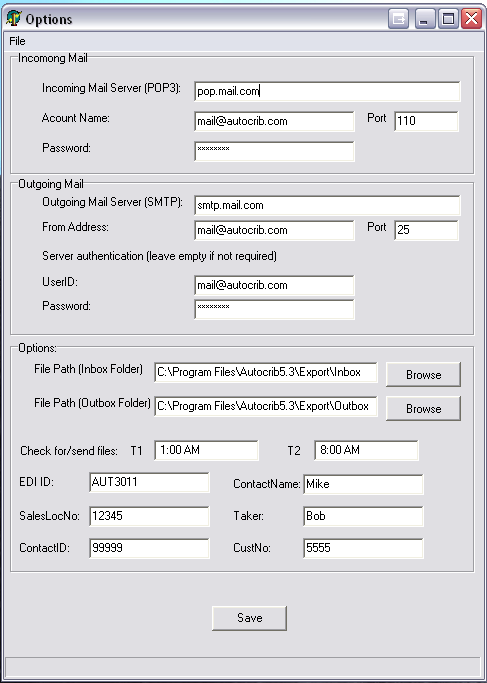 Options
File
Incomong Mail
Incoming Mail Server (POP3): pop.mail.com
Acount Name: mail@autocrib.com Port 110
Password: ********
Outgoing Mail
Outgoing Mail Server (SMTP): smtp.mail.com
From Address: mail@autocrib.com Port 25
Server authentication (leave empty if not required)
UserID: mail@autocrib.com
Password: ********
Options:
File Path (Inbox Folder) C:\Program Files\Autocrib5.3\Export\Inbox Browse
File Path (Outbox Folder) C:\Program Files\Autocrib5.3\Export\Outbox Browse
Check for/send files: T1 1:00 AM T2 8:00 AM
EDI ID: AUT3011 ContactName: Mike
SalesLocNo: 12345 Taker: Bob
ContactID: 99999 CustNo: 5555
Save